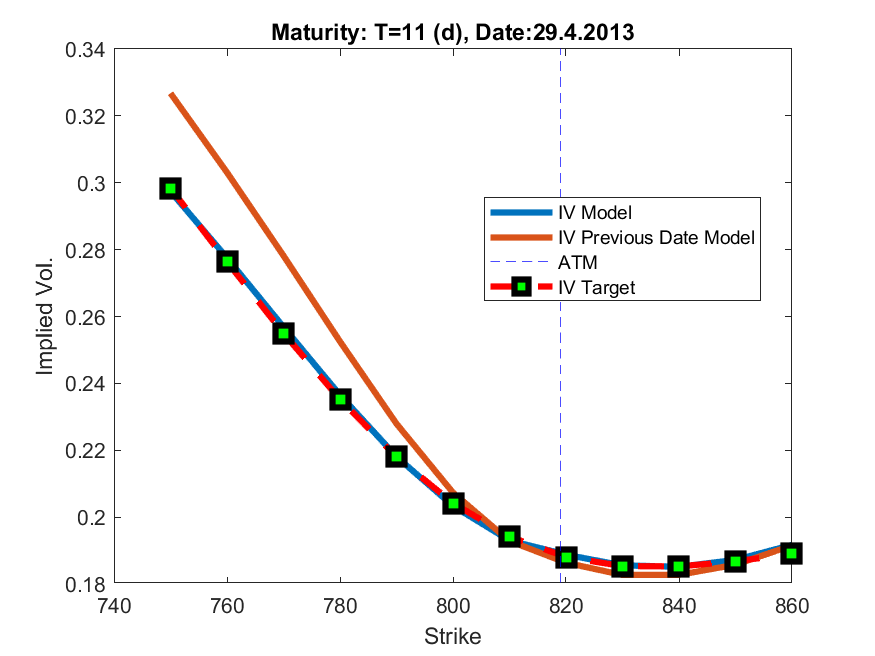 Maturity: T=11 (d), Date:29.4.2013
0.34
0.32
0.3
0.28
0.26
0.24
0.22
0.2
0.18
Implied Vol.
IV Model
IV Previous Date Model
ATM
IV Target
740
760
780
800
820
840
860
Strike